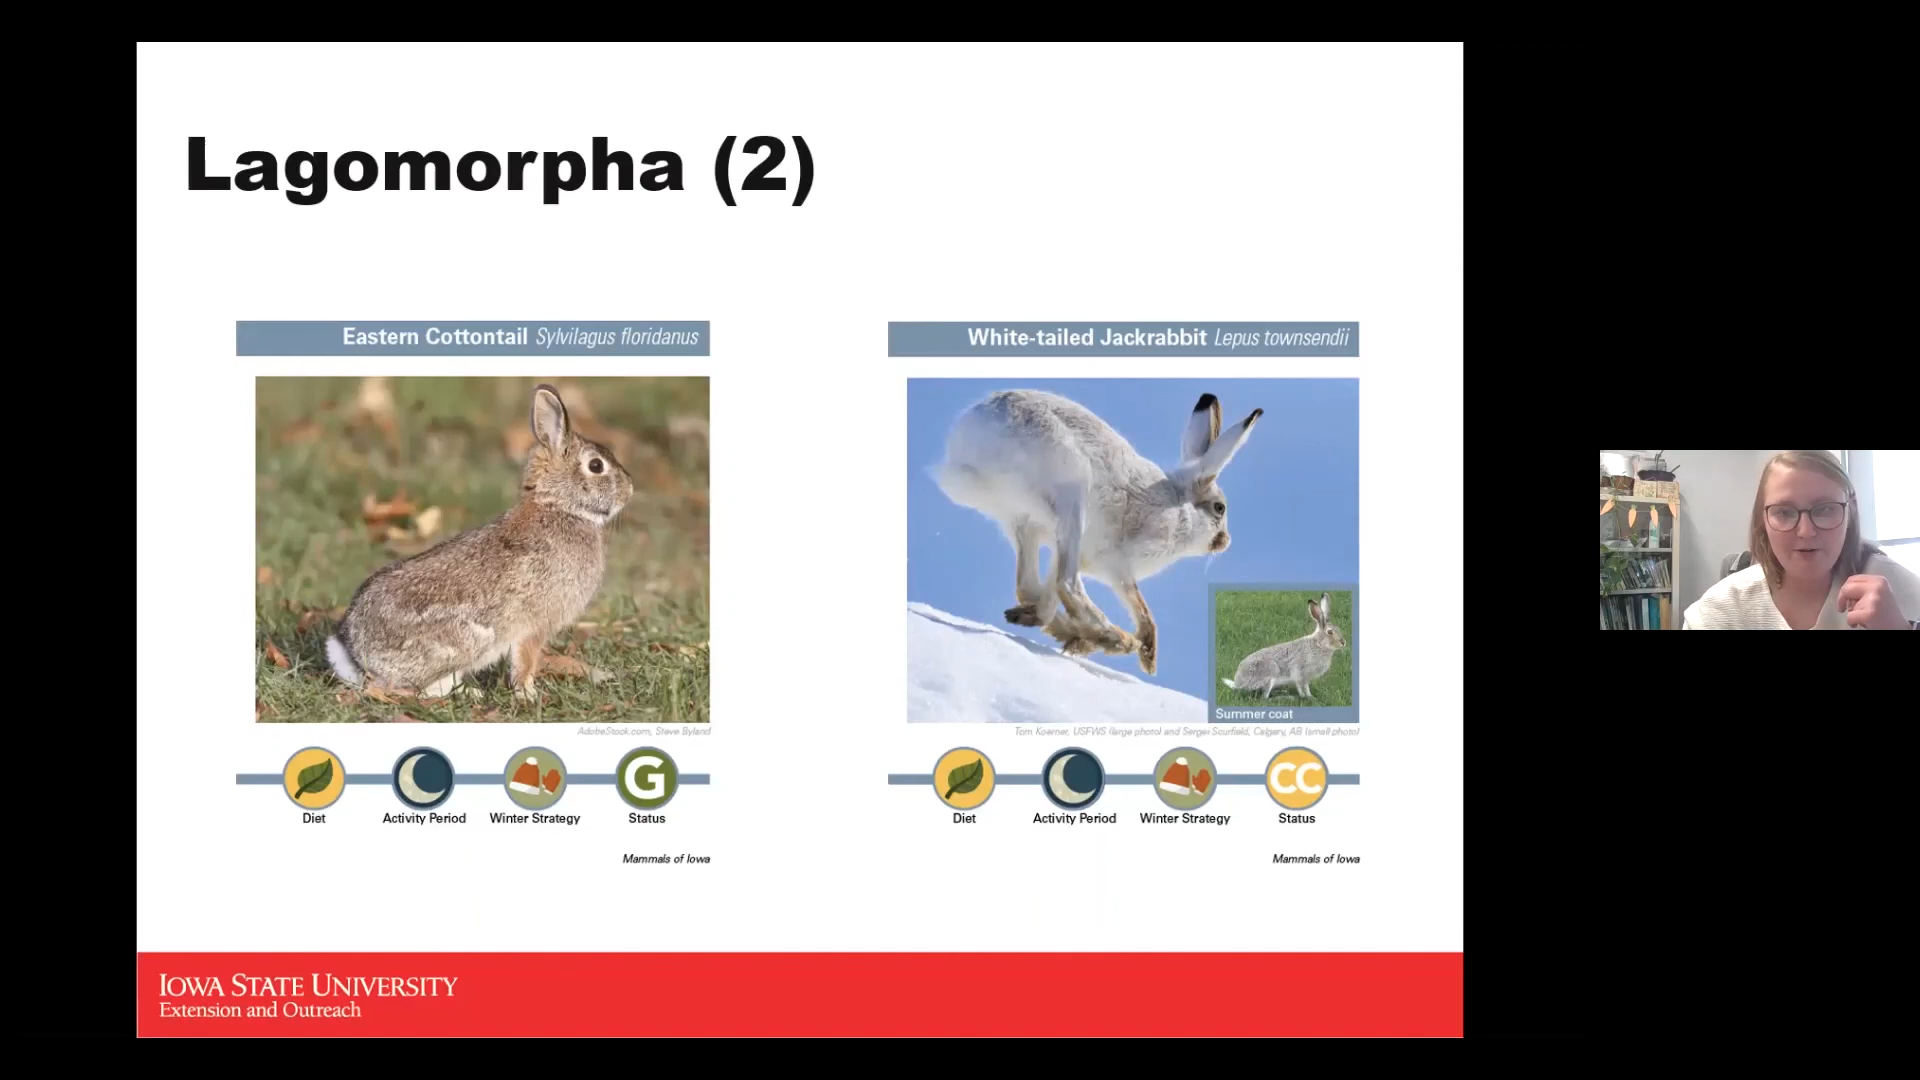 Lagomorpha (2)
Eastern Cottontail Sylvilagus floridanus
AdobeStock.com, Steve Byland
Diet
Activity Period
Winter Strategy
G
Status
Mammals of Iowa
White-tailed Jackrabbit Lepus townsendii
Summer coat
Tom Koerner, USFWS (large photo) and Sergei Scurfield, Calgary, AB (small photo)
Diet
Activity Period
Winter Strategy
CC
Status
Mammals of Iowa
IOWA STATE UNIVERSITY
Extension and Outreach